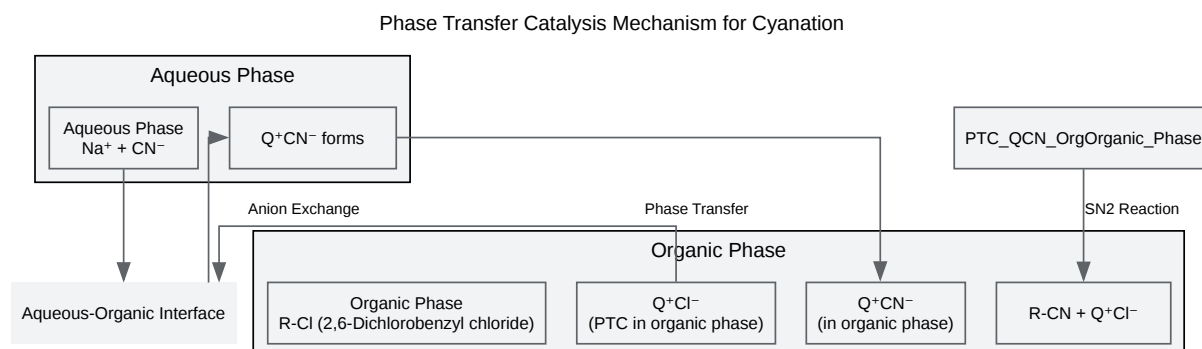 Phase Transfer Catalysis Mechanism for Cyanation
Aqueous Phase
Aqueous Phase
Na⁺ + CN⁻
Q⁺CN⁻ forms
PTC_QCN_OrgOrganic_Phase
Anion Exchange
Phase Transfer
SN2 Reaction
Organic Phase
Aqueous-Organic Interface
Organic Phase
R-Cl (2,6-Dichlorobenzyl chloride)
Q⁺Cl⁻
(PTC in organic phase)
Q⁺CN⁻
(in organic phase)
R-CN + Q⁺Cl⁻